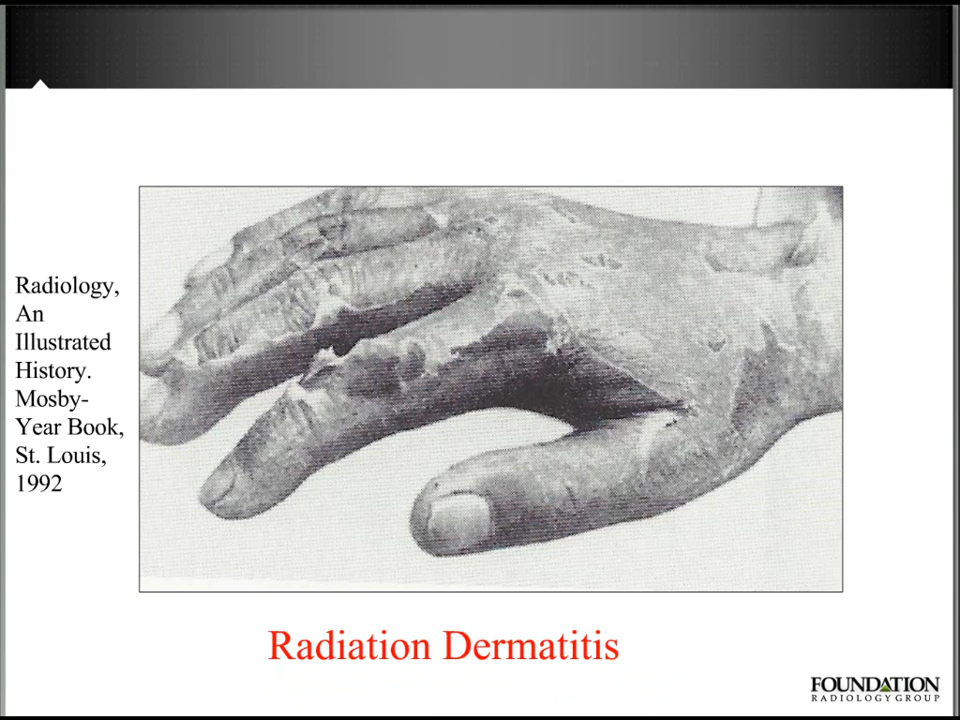 Radiology,
An
Illustrated
History.
Mosby-
Year Book,
St. Louis,
1992
Radiation Dermatitis
FOUNDATION
RADIOLOGY GROUP